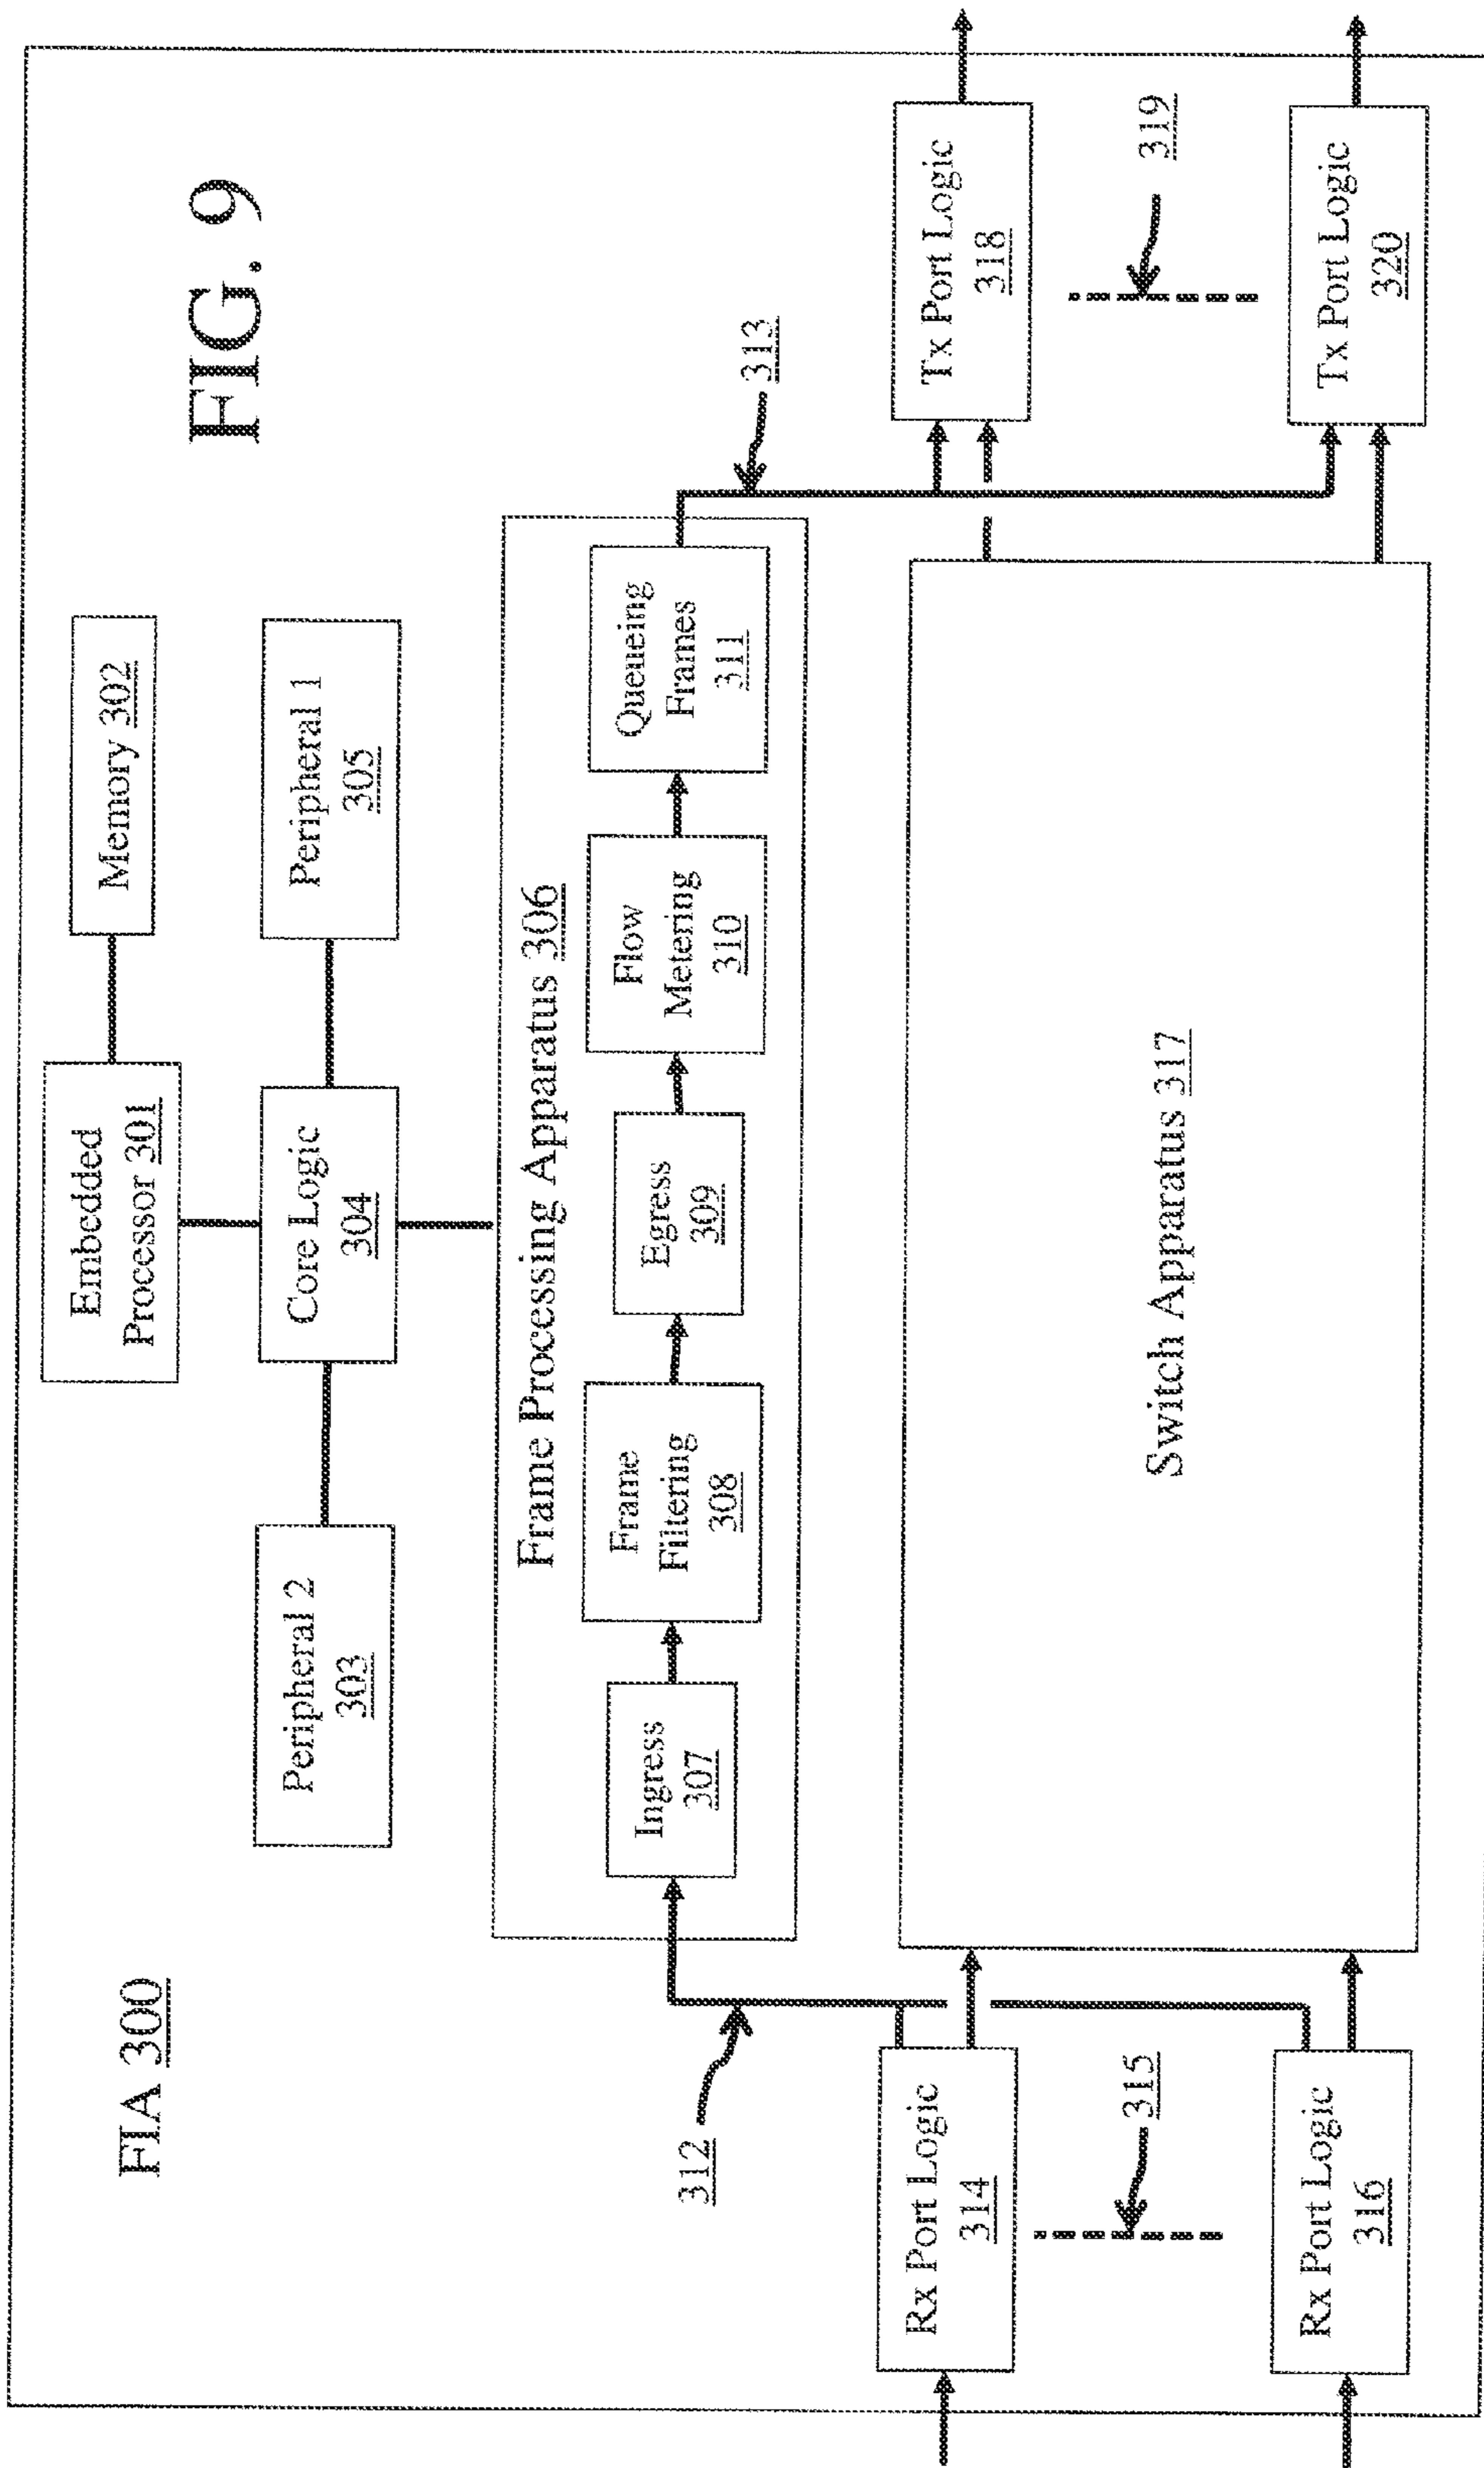 FIG. 9
FIA 300
Embedded
Processor 301
Memory 302
Peripheral 2
303
Core Logic
304
Peripheral 1
305
Frame Processing Apparatus 306
Ingress
307
Frame
Filtering
308
Egress
309
Flow
Metering
310
Queueing
Frames
311
312
313
Rx Port Logic
314
315
Rx Port Logic
316
Switch Apparatus 317
Tx Port Logic
318
319
Tx Port Logic
320